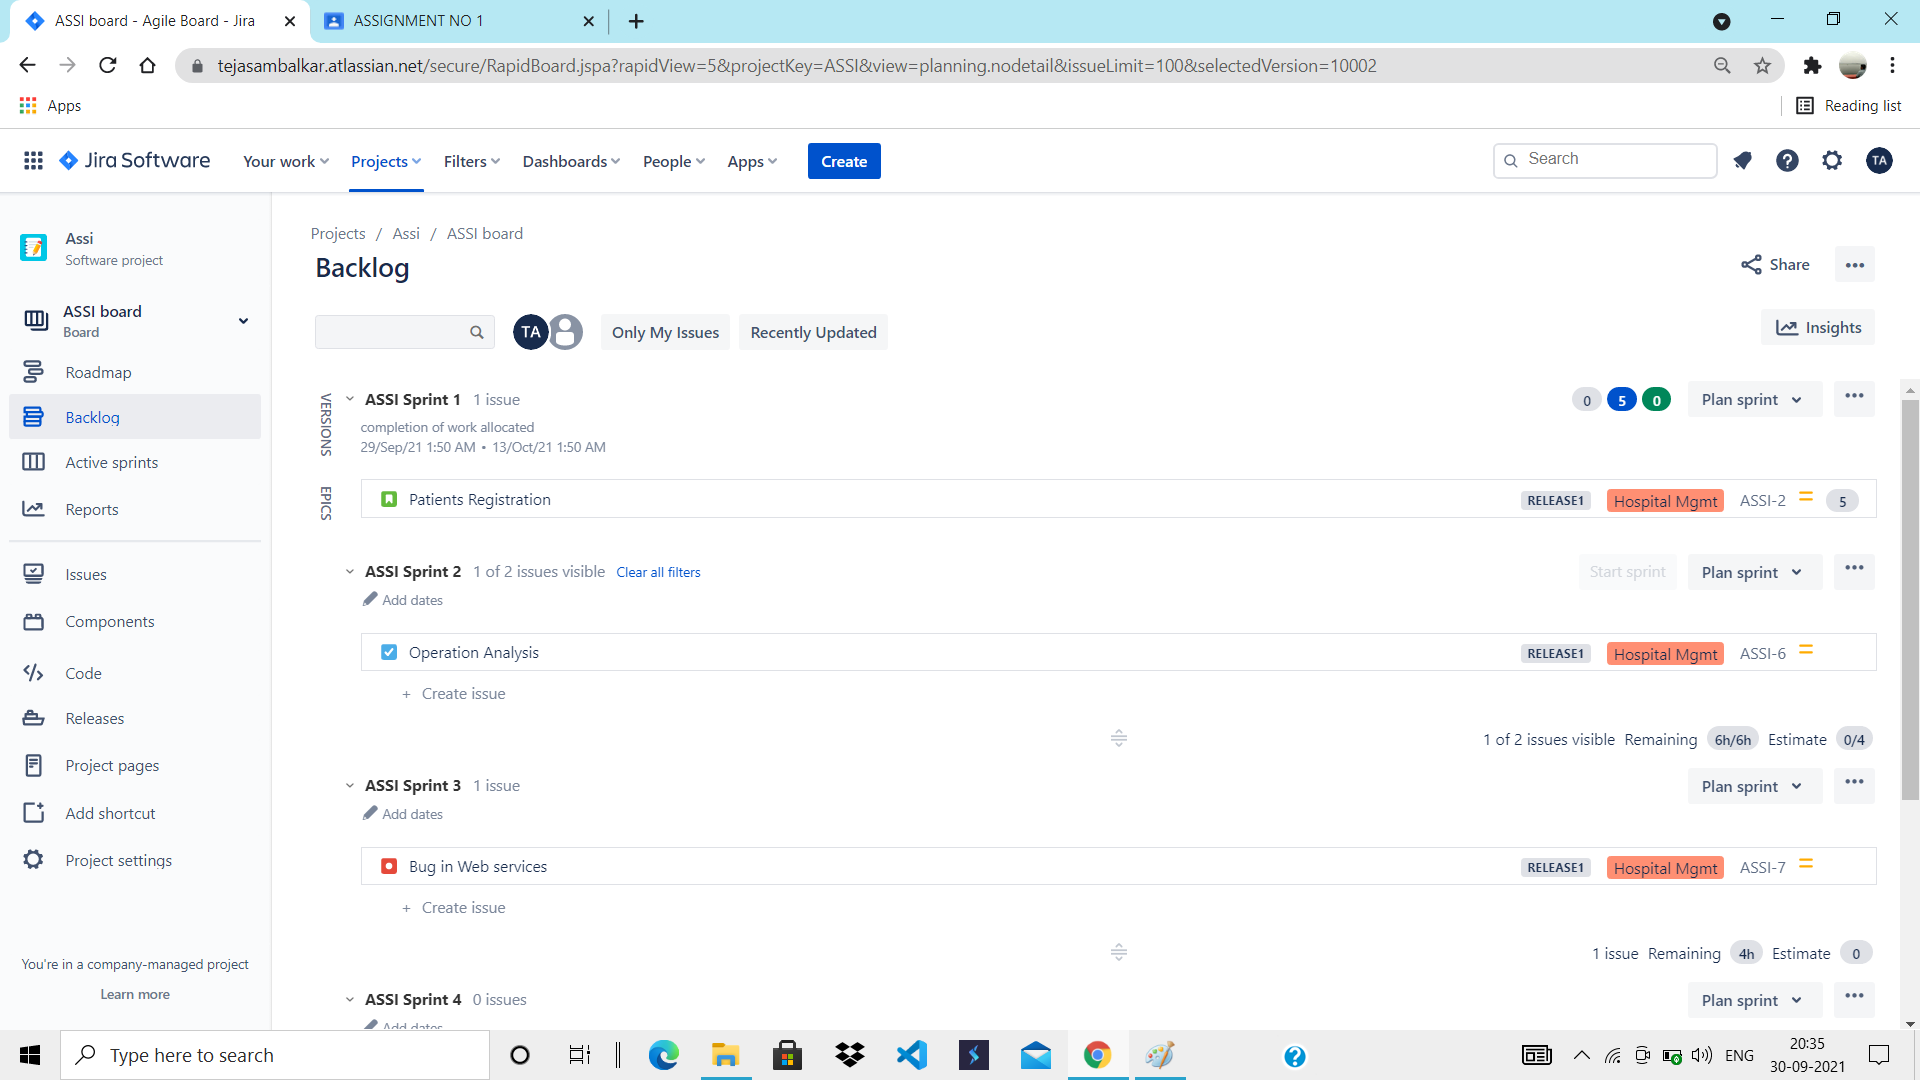 ASSI board - Agile Board - Jira
ASSIGNMENT NO 1
tejasambalkar.atlassian.net/secure/RapidBoard.jspa?rapidView=5&projectKey=ASSI&view=planning.nodetail&issueLimit=100&selectedVersion=10002
Apps
Reading list
Jira Software
Your work
Projects
Filters
Dashboards
People
Apps
Create
Search
TA
Assi
Software project
ASSI board
Board
Roadmap
Backlog
Active sprints
Reports
Issues
Components
Code
Releases
Project pages
Add shortcut
Project settings
You're in a company-managed project
Learn more
Projects / Assi / ASSI board
Backlog
Share
TA
Only My Issues
Recently Updated
Insights
VERSIONS
EPICS
ASSI Sprint 1 1 issue
0 5 0 Plan sprint
completion of work allocated
29/Sep/21 1:50 AM • 13/Oct/21 1:50 AM
Patients Registration RELEASE1 Hospital Mgmt ASSI-2 5
ASSI Sprint 2 1 of 2 issues visible Clear all filters
Start sprint Plan sprint
Add dates
Operation Analysis RELEASE1 Hospital Mgmt ASSI-6
+ Create issue
1 of 2 issues visible Remaining 6h/6h Estimate 0/4
ASSI Sprint 3 1 issue Plan sprint
Add dates
Bug in Web services RELEASE1 Hospital Mgmt ASSI-7
+ Create issue
1 issue Remaining 4h Estimate 0
ASSI Sprint 4 0 issues Plan sprint
Add dates
Type here to search
ENG
20:35
30-09-2021